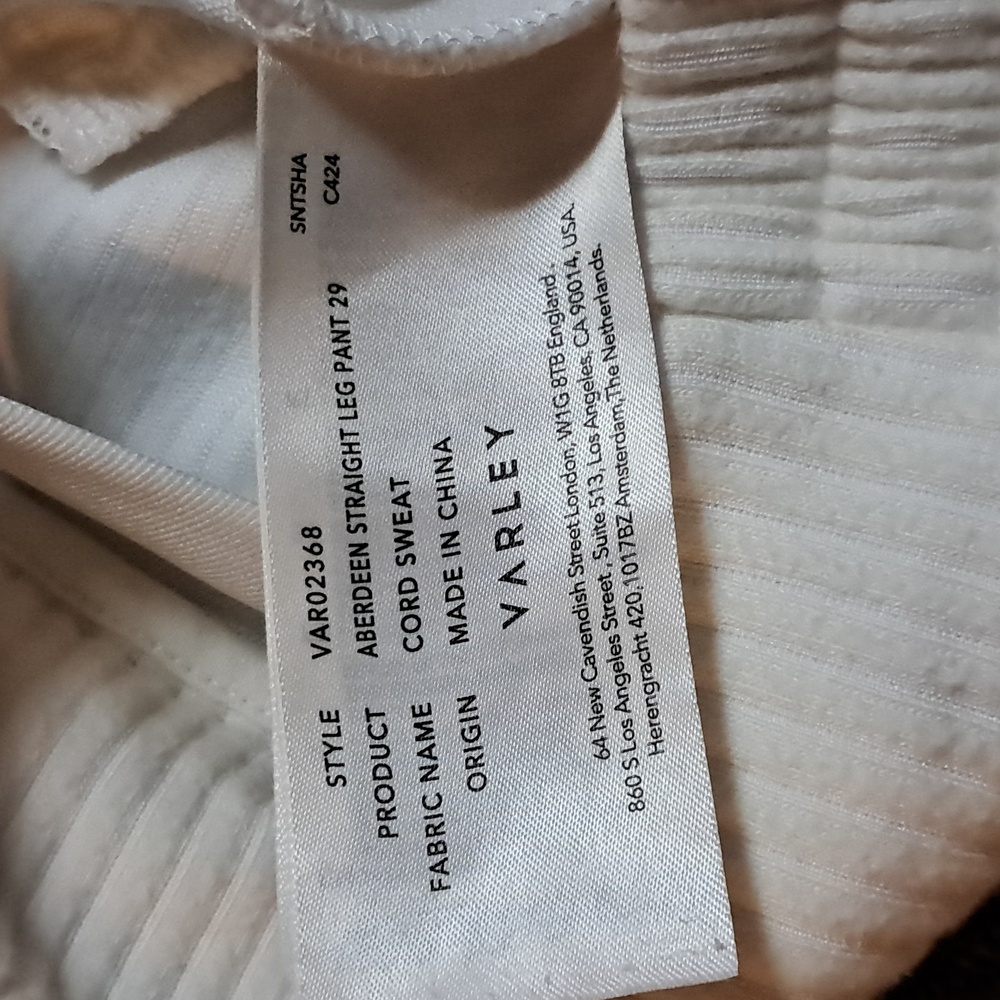 SNTSHA
C424
STYLE VAR02368
PRODUCT ABERDEEN STRAIGHT LEG PANT 29
FABRIC NAME CORD SWEAT
ORIGIN MADE IN CHINA
VARLEY
64 New Cavendish Street London, W1G 8TB England.
860 S Los Angeles Street, Suite 513, Los Angeles, CA 90014, USA.
Herengracht 420.1017BZ Amsterdam,The Netherlands.